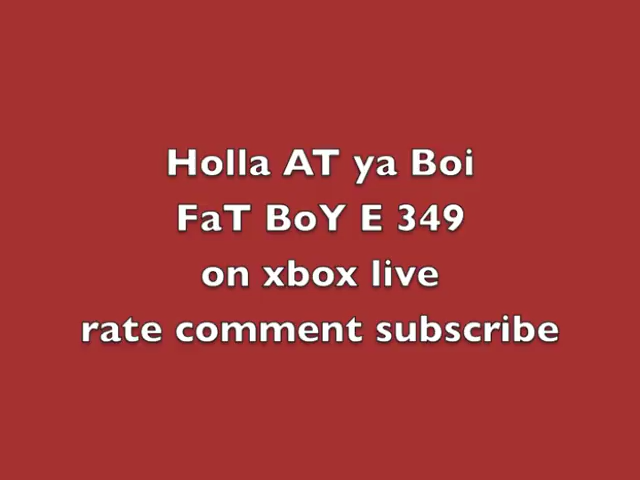 Holla AT ya Boi
FaT BoY E 349
on xbox live
rate comment subscribe